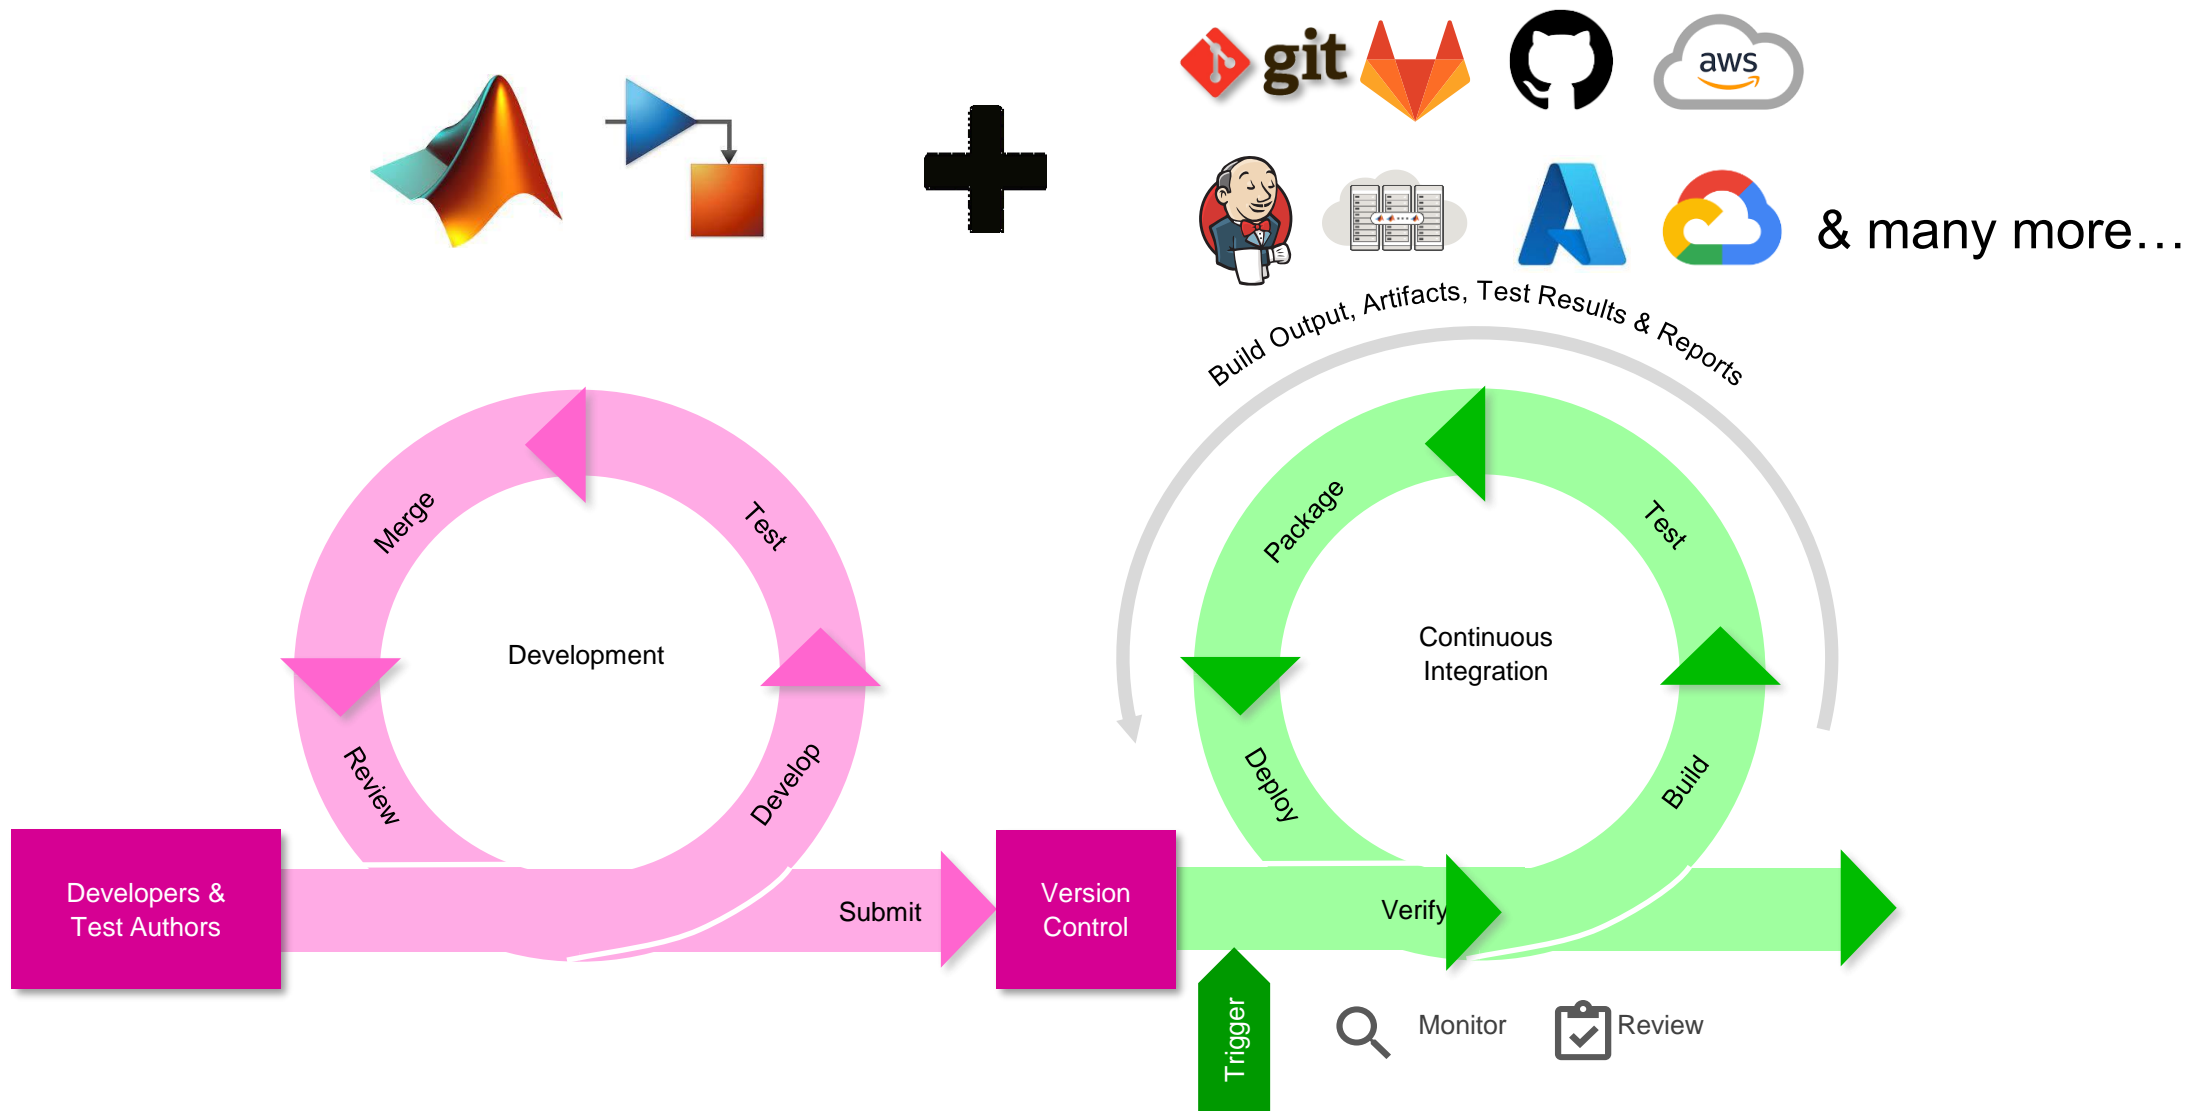 git
aws
& many more…
Build Output, Artifacts, Test Results & Reports
Merge
Test
Development
Review
Develop
Developers &
Test Authors
Submit
Version
Control
Package
Test
Continuous
Integration
Deploy
Build
Verify
Trigger
Monitor
Review